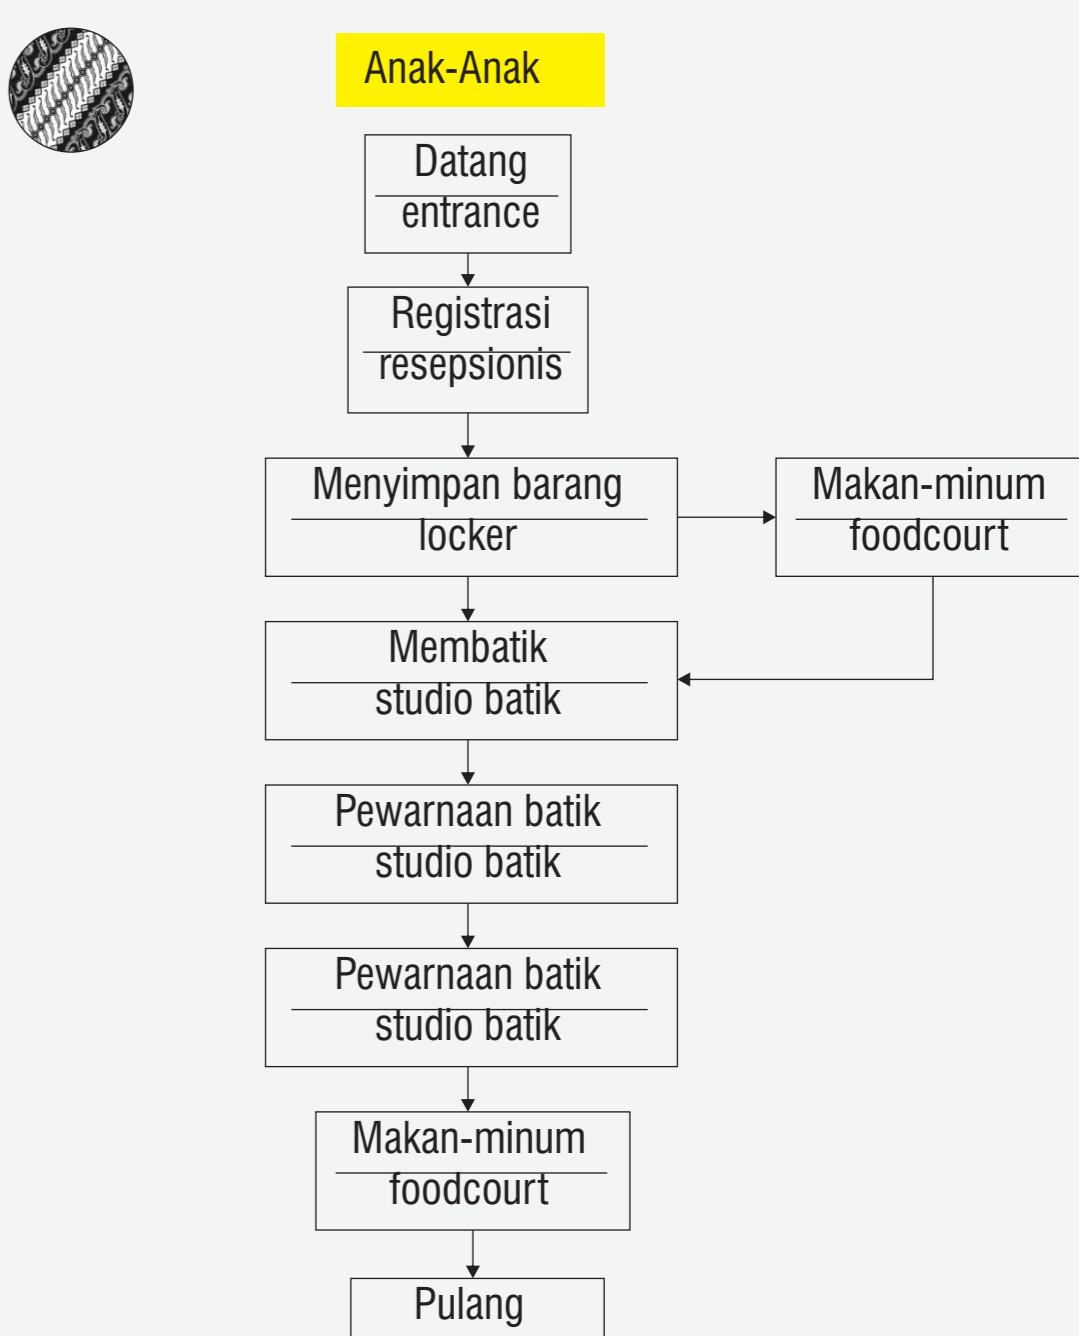 Anak-Anak
Datang
entrance
Registrasi
resepsionis
Menyimpan barang
locker
Makan-minum
foodcourt
Membatik
studio batik
Pewarnaan batik
studio batik
Pewarnaan batik
studio batik
Makan-minum
foodcourt
Pulang